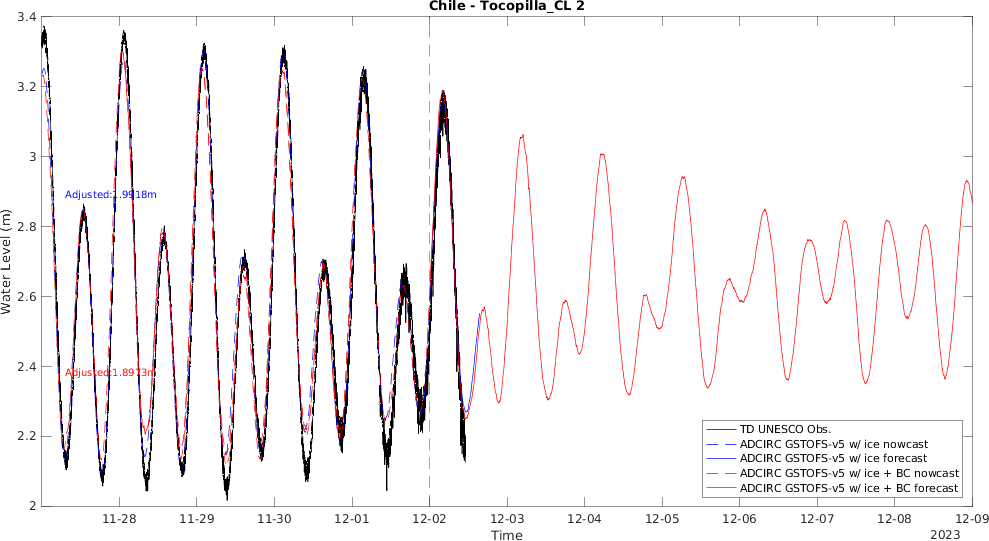 Chile - Tocopilla_CL 2
3.4
3.2
3
2.8
2.6
2.4
2.2
2
Water Level (m)
Adjusted:1.9918m
Adjusted:1.8973m
TD UNESCO Obs.
ADCIRC GSTOFS-v5 w/ ice nowcast
ADCIRC GSTOFS-v5 w/ ice forecast
ADCIRC GSTOFS-v5 w/ ice + BC nowcast
ADCIRC GSTOFS-v5 w/ ice + BC forecast
11-28 11-29 11-30 12-01 12-02 12-03 12-04 12-05 12-06 12-07 12-08 12-09
Time
2023